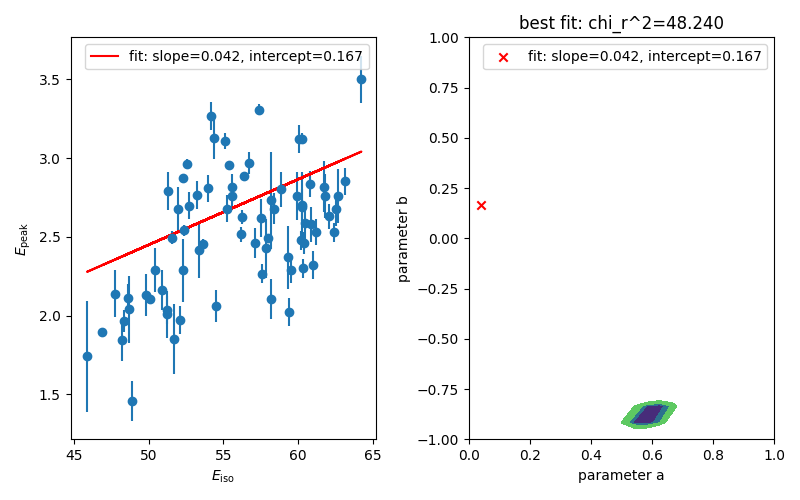 best fit: chi_r^2=48.240
fit: slope=0.042, intercept=0.167
fit: slope=0.042, intercept=0.167
3.5
3.0
2.5
2.0
1.5
E_peak
45 50 55 60 65
E_iso
1.00
0.75
0.50
0.25
0.00
−0.25
−0.50
−0.75
−1.00
parameter b
0.0 0.2 0.4 0.6 0.8 1.0
parameter a